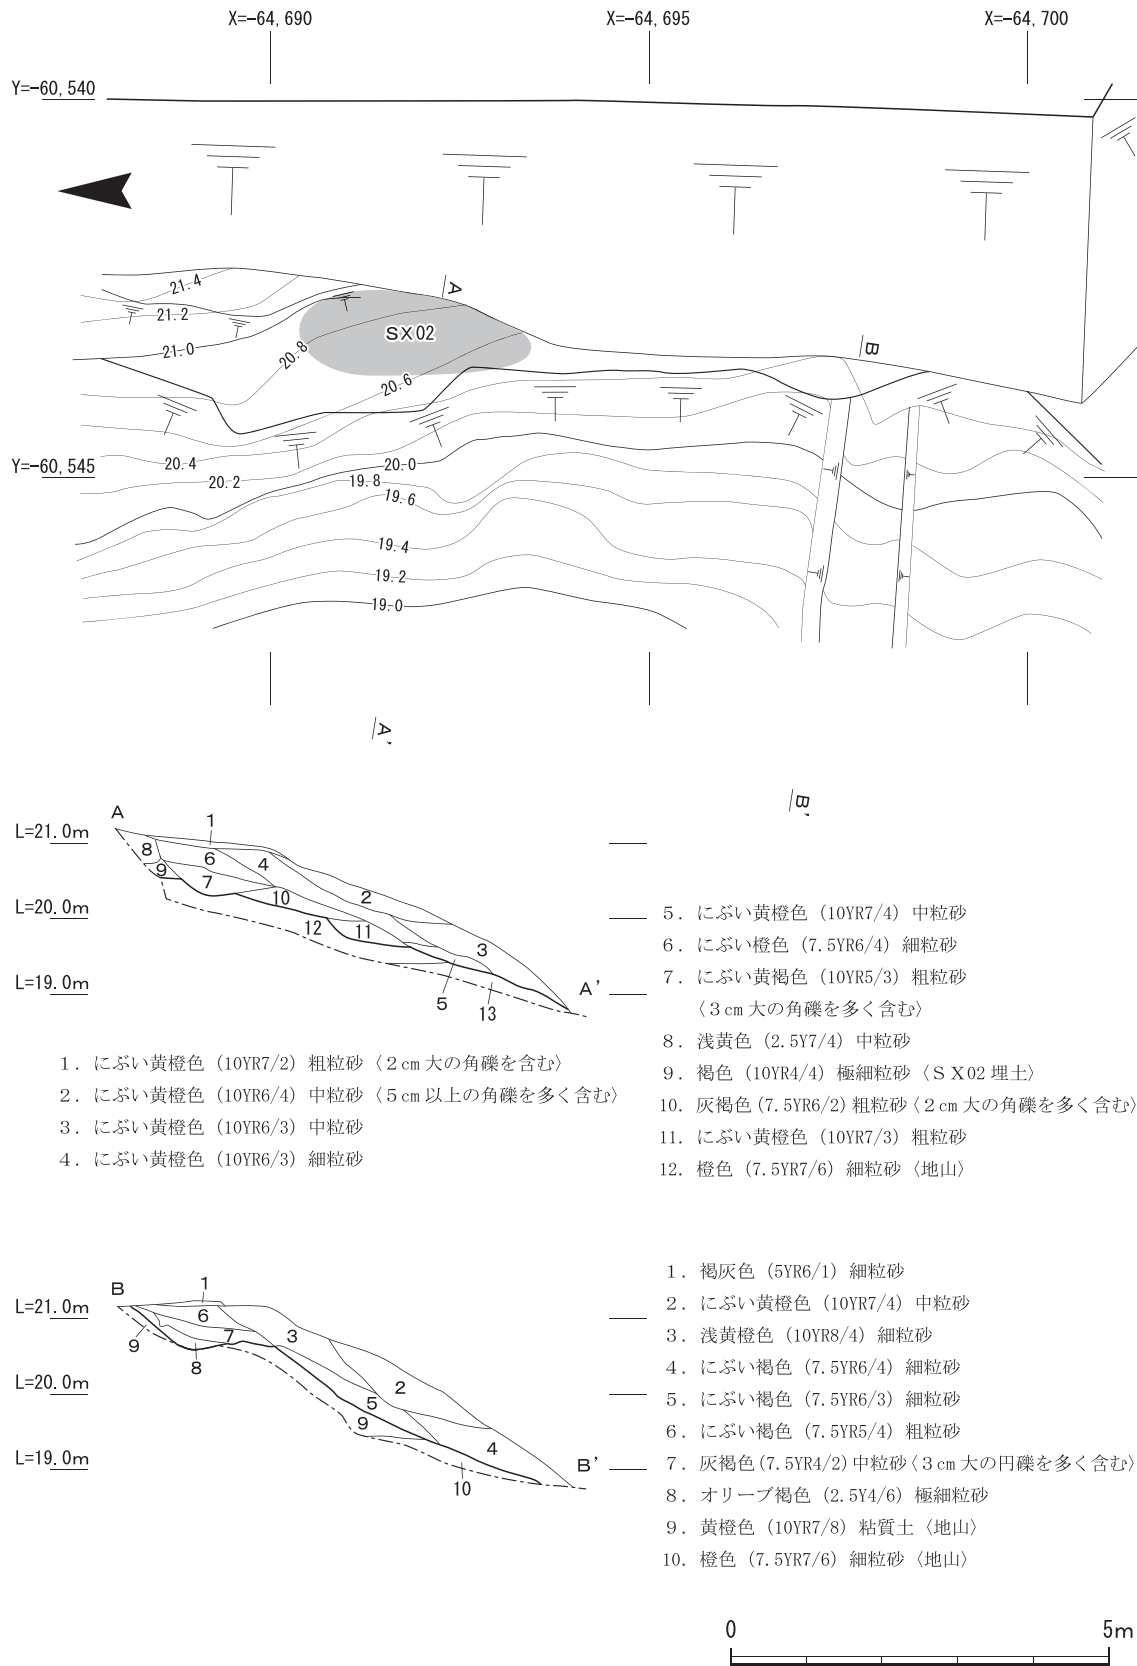 X=-64,690
X=-64,695
X=-64,700
Y=-60,540
21.4
A
21.2
SX02
21.0
20.8
B
20.6
Y=-60,545
20.4
20.0
20.2
19.8
19.6
19.4
19.2
19.0
A'
B'
A
1
L=21.0m
8
6
4
9
7
10
2
L=20.0m
12
11
3
L=19.0m
5
13
A'
1．にぶい黄橙色（10YR7/2）粗粒砂〈2cm大の角礫を含む〉
2．にぶい黄橙色（10YR6/4）中粒砂〈5cm以上の角礫を多く含む〉
3．にぶい黄橙色（10YR6/3）中粒砂
4．にぶい黄橙色（10YR6/3）細粒砂
5．にぶい黄橙色（10YR7/4）中粒砂
6．にぶい橙色（7.5YR6/4）細粒砂
7．にぶい黄褐色（10YR5/3）粗粒砂
〈3cm大の角礫を多く含む〉
8．浅黄色（2.5Y7/4）中粒砂
9．褐色（10YR4/4）極細粒砂〈SX02埋土〉
10．灰褐色（7.5YR6/2）粗粒砂〈2cm大の角礫を多く含む〉
11．にぶい黄橙色（10YR7/3）粗粒砂
12．橙色（7.5YR7/6）細粒砂〈地山〉
B
1
L=21.0m
6
9
7
3
8
L=20.0m
2
5
9
4
L=19.0m
10
B'
1．褐灰色（5YR6/1）細粒砂
2．にぶい黄橙色（10YR7/4）中粒砂
3．浅黄橙色（10YR8/4）細粒砂
4．にぶい褐色（7.5YR6/4）細粒砂
5．にぶい褐色（7.5YR6/3）細粒砂
6．にぶい褐色（7.5YR5/4）粗粒砂
7．灰褐色（7.5YR4/2）中粒砂〈3cm大の円礫を多く含む〉
8．オリーブ褐色（2.5Y4/6）極細粒砂
9．黄橙色（10YR7/8）粘質土〈地山〉
10．橙色（7.5YR7/6）細粒砂〈地山〉
0
5m